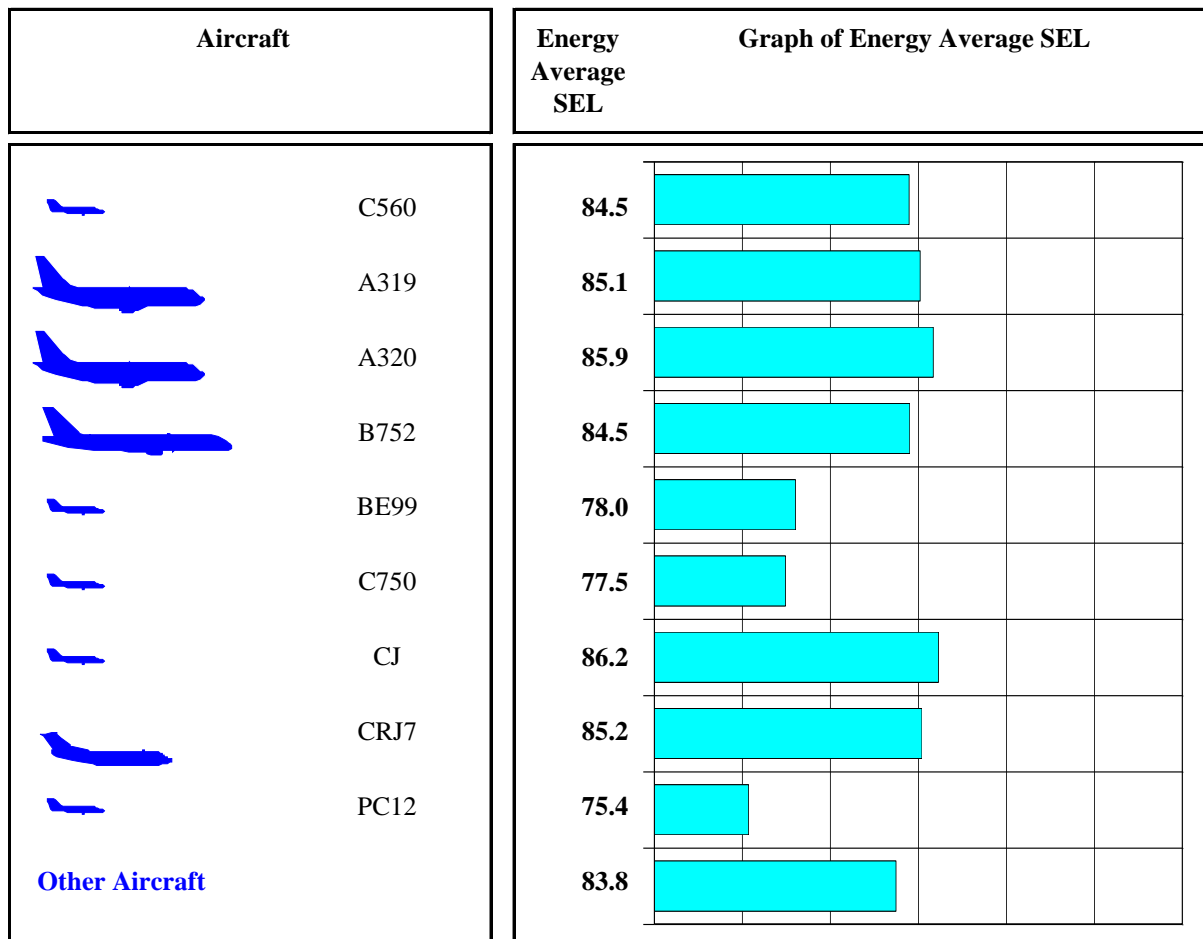 Aircraft
Energy
Average
SEL
Graph of Energy Average SEL
C560 84.5
A319 85.1
A320 85.9
B752 84.5
BE99 78.0
C750 77.5
CJ 86.2
CRJ7 85.2
PC12 75.4
Other Aircraft 83.8